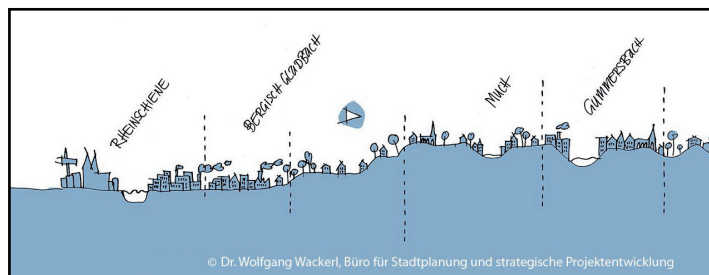 RHEINSCHIENE
BERGISCH GLADBACH
MUCH
GUMMERSBACH
© Dr. Wolfgang Wackerl, Büro für Stadtplanung und strategische Projektentwicklung